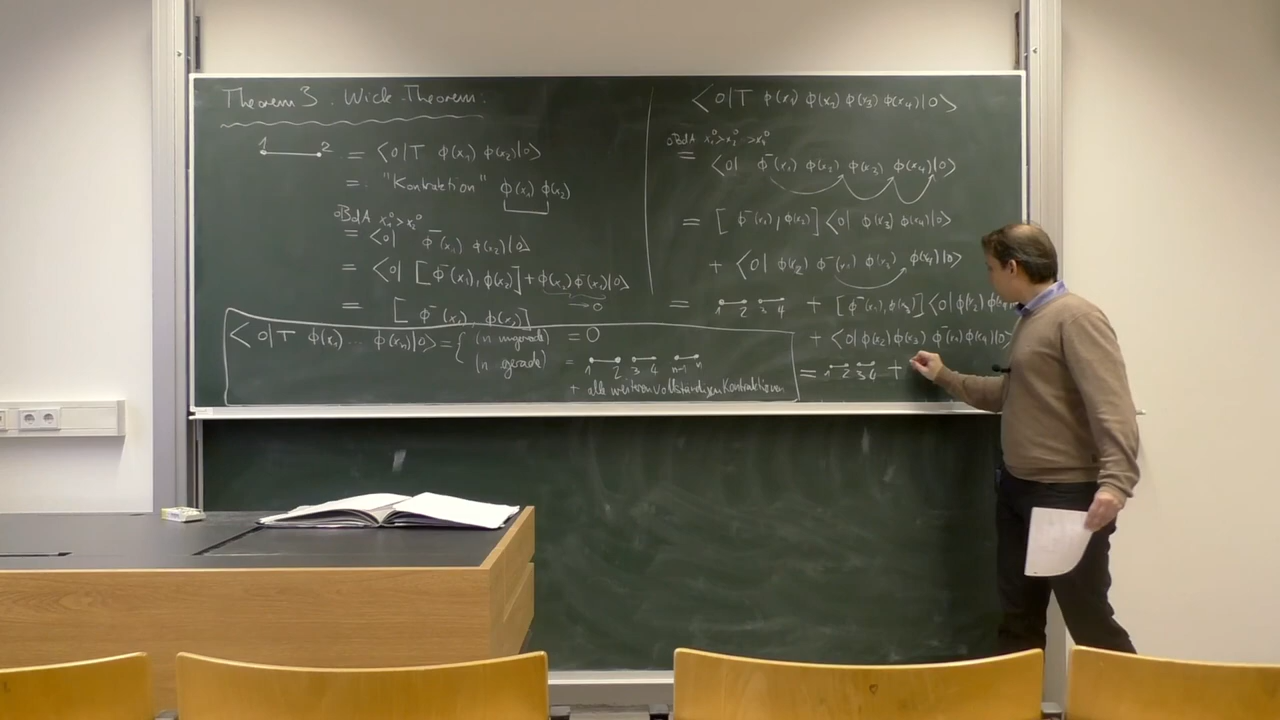 Theorem 3. Wick-Theorem:
1 2 = ⟨0|T ϕ(x₁) ϕ(x₂)|0⟩
=: "Kontraktion" ϕ(x₁) ϕ(x₂)
oBdA x₁⁰>x₂⁰
= ⟨0| ϕ⁻(x₁) ϕ(x₂)|0⟩
= ⟨0| [ϕ⁻(x₁), ϕ(x₂)] + ϕ(x₂) ϕ⁻(x₁)|0⟩
→0
= [ϕ⁻(x₁), ϕ(x₂)]
⟨0|T ϕ(x₁) ... ϕ(xₙ)|0⟩ = { (n ungerade) = 0
(n gerade) = 1 2 3 4 n-1 n
+ alle weiteren vollständigen Kontraktionen
⟨0|T ϕ(x₁) ϕ(x₂) ϕ(x₃) ϕ(x₄)|0⟩
oBdA x₁⁰>x₂⁰ >x₄⁰
= ⟨0| ϕ⁻(x₁) ϕ(x₂) ϕ(x₃) ϕ(x₄)|0⟩
= [ϕ⁻(x₁), ϕ(x₂)] ⟨0| ϕ(x₃) ϕ(x₄)|0⟩
+ ⟨0| ϕ(x₂) ϕ⁻(x₁) ϕ(x₃) ϕ(x₄)|0⟩
= 1 2 3 4 + [ϕ⁻(x₁), ϕ(x₃)] ⟨0|ϕ(x₂) ϕ(x₄
+ ⟨0|ϕ(x₂) ϕ(x₃) ϕ⁻(x₁) ϕ(x₄)|0⟩
= 1 2 3 4 +